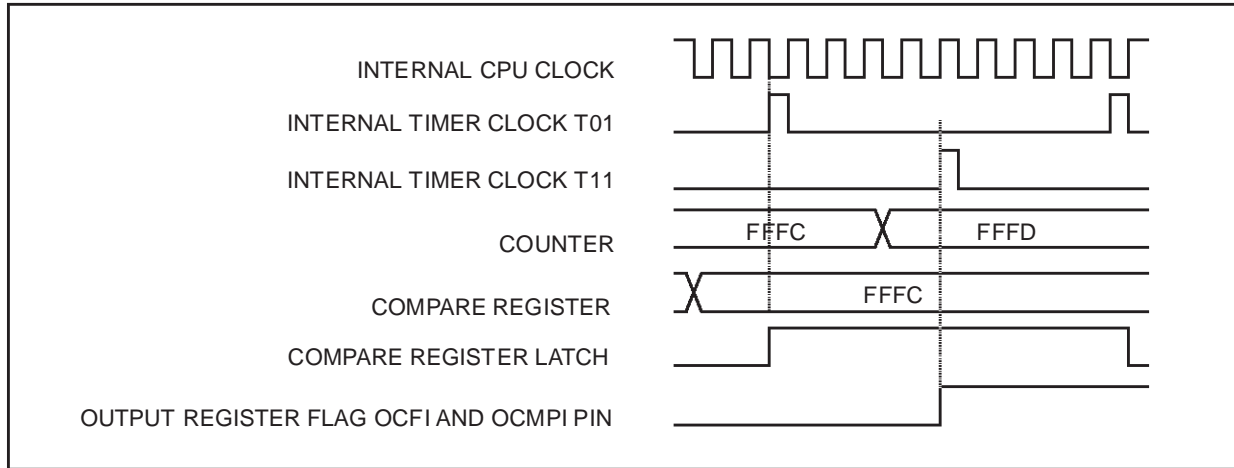 INTERNAL CPU CLOCK
INTERNAL TIMER CLOCK T01
INTERNAL TIMER CLOCK T11
COUNTER
FFFC
FFFD
COMPARE REGISTER
FFFC
COMPARE REGISTER LATCH
OUTPUT REGISTER FLAG OCFI AND OCMPI PIN